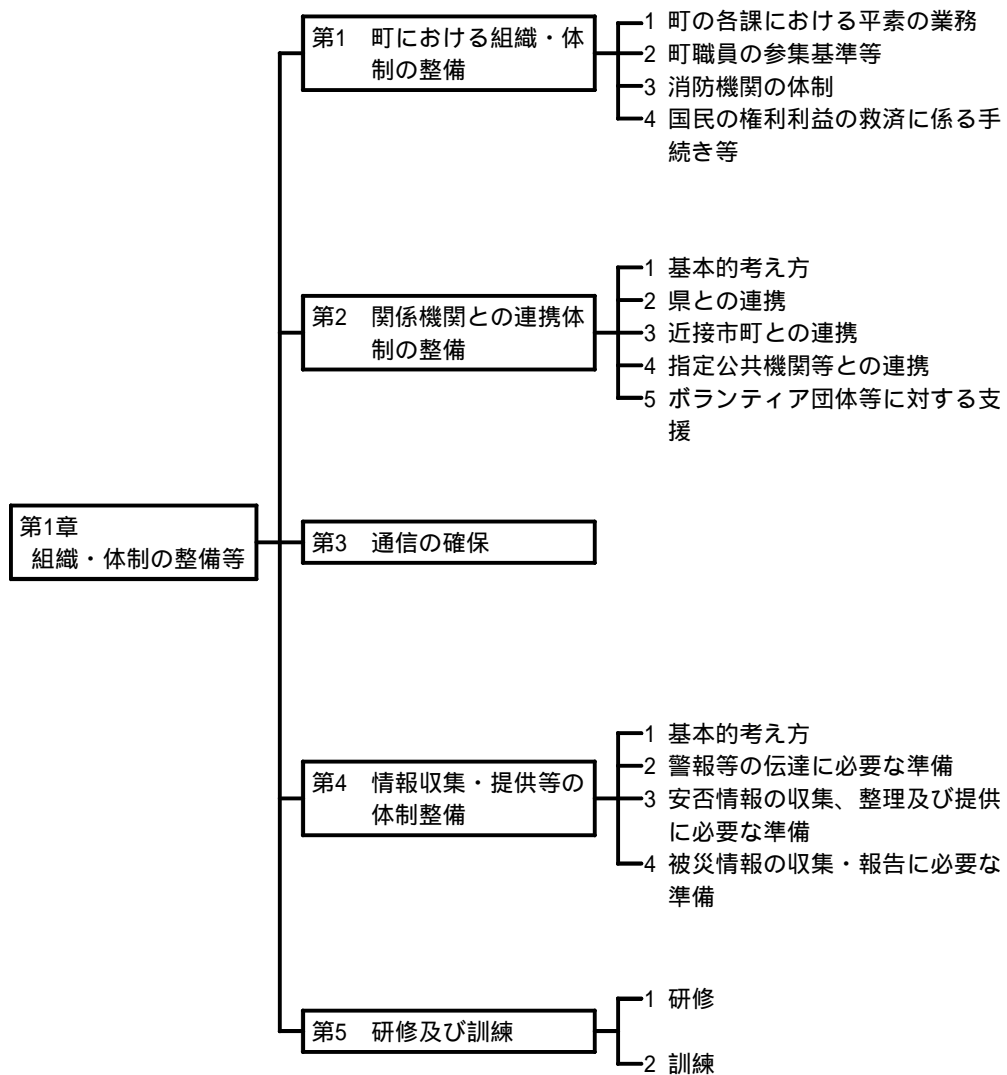 第1章
組織・体制の整備等
第1　町における組織・体
制の整備
1 町の各課における平素の業務
2 町職員の参集基準等
3 消防機関の体制
4 国民の権利利益の救済に係る手
続き等
第2　関係機関との連携体
制の整備
1 基本的考え方
2 県との連携
3 近接市町との連携
4 指定公共機関等との連携
5 ボランティア団体等に対する支
援
第3　通信の確保
第4　情報収集・提供等の
体制整備
1 基本的考え方
2 警報等の伝達に必要な準備
3 安否情報の収集、整理及び提供
に必要な準備
4 被災情報の収集・報告に必要な
準備
第5　研修及び訓練
1 研修
2 訓練